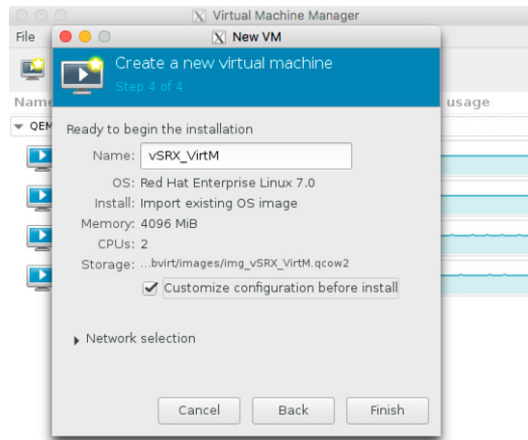 Virtual Machine Manager
File
New VM
Create a new virtual machine
Step 4 of 4
Name
usage
QEM
Ready to begin the installation
Name: vSRX_VirtM
OS: Red Hat Enterprise Linux 7.0
Install: Import existing OS image
Memory: 4096 MiB
CPUs: 2
Storage: ...bvirt/images/img_vSRX_VirtM.qcow2
Customize configuration before install
Network selection
Cancel
Back
Finish